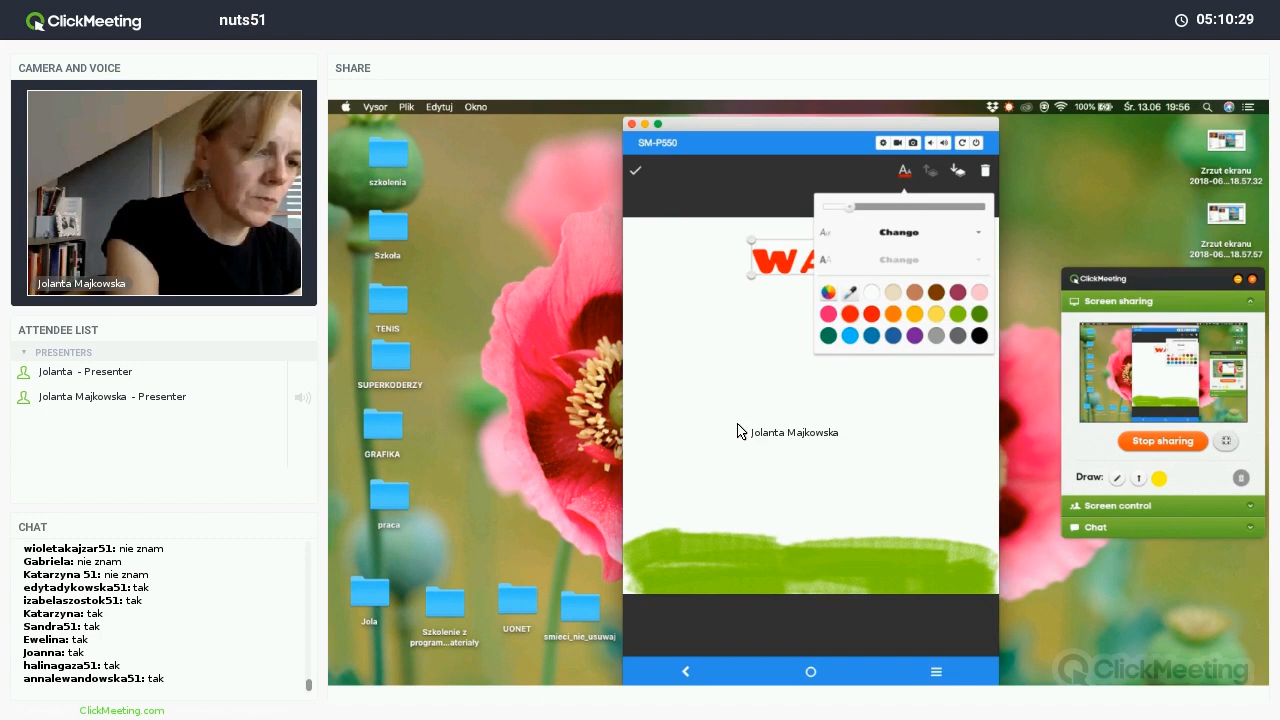 ClickMeeting
nuts51
05:10:29
CAMERA AND VOICE
Jolanta Majkowska
ATTENDEE LIST
PRESENTERS
Jolanta - Presenter
Jolanta Majkowska - Presenter
CHAT
wioletakajzar51: nie znam
Gabriela: nie znam
Katarzyna 51: nie znam
edytadykowska51: tak
izabelaszostok51: tak
Katarzyna: tak
Sandra51: tak
Ewelina: tak
Joanna: tak
halinagaza51: tak
annalewandowska51: tak
ClickMeeting.com
SHARE
Vysor Plik Edytuj Okno
100% Śr. 13.06 19:56
szkolenia
Szkoła
TENIS
SUPERKODERZY
GRAFIKA
praca
Jola
Szkolenie z
program...ateriały
UONET
smieci_nie_usuwaj
SM-P550
Chango
Chango
WA
Jolanta Majkowska
Zrzut ekranu
2018-06...18.57.32
Zrzut ekranu
2018-06...18.57.57
ClickMeeting
Screen sharing
Stop sharing
Draw:
Screen control
Chat
ClickMeeting